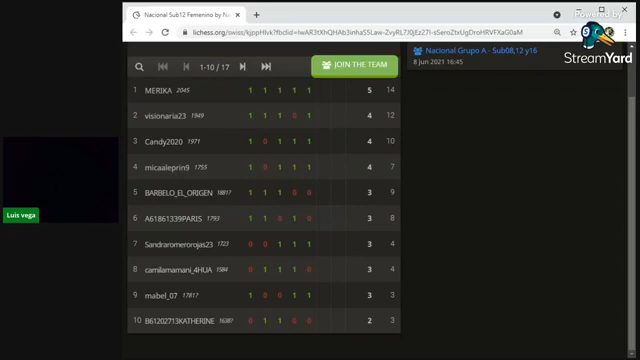 Nacional Sub12 Femenino by N
Powered by
lichess.org/swiss/kjppHlvk?fbclid=IwAR3tXhQHAb3inhaS5Law-ZvyRL7J0jEz27l-sSeroZtxUgDroHRVFXgG0aM
StreamYard
Nacional Grupo A - Sub08,12 y16
8 jun 2021 16:45
1-10 / 17
JOIN THE TEAM
1 MERIKA 2045 1 1 1 1 1 5 14
2 visionaria23 1949 1 1 1 0 1 4 12
3 Candy2020 1971 1 0 1 1 1 4 10
4 micaaleprin9 1755 1 0 1 1 1 4 7
5 BARBELO_EL_ORIGEN 1881? 1 1 1 0 0 3 9
6 A61861339PARIS 1793 1 1 0 1 0 3 8
7 Sandraromerorojas23 1723 0 0 1 1 1 3 4
8 camilamamani_4HUA 1584 0 1 1 1 0 3 4
9 mabel_07 1781? 1 0 0 1 1 3 3
10 B61202713KATHERINE 1638? 0 1 1 0 0 2 3
Luis vega